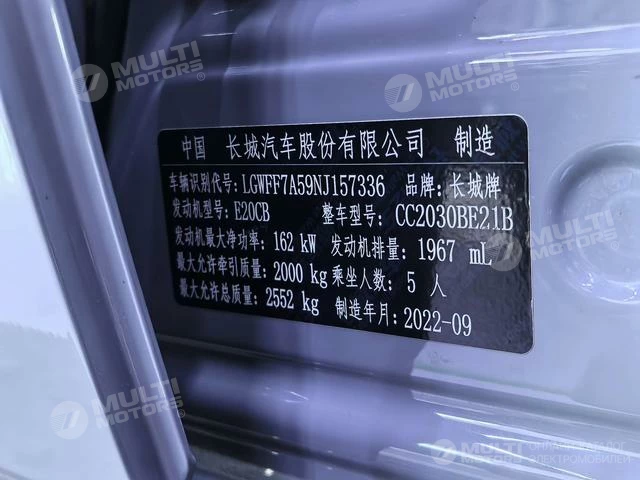 MULTI MOTORS
MULTI MOTORS
中国 长城汽车股份有限公司 制造
车辆识别代号: LGWFF7A59NJ157336 品牌: 长城牌
发动机型号: E20CB 整车型号: CC2030BE21B
发动机最大净功率: 162 kW 发动机排量: 1967 mL
最大允许牵引质量: 2000 kg 乘坐人数: 5 人
最大允许总质量: 2552 kg 制造年月: 2022-09
MULTI MOTORS
MULTI MOTORS
MULTI MOTORS